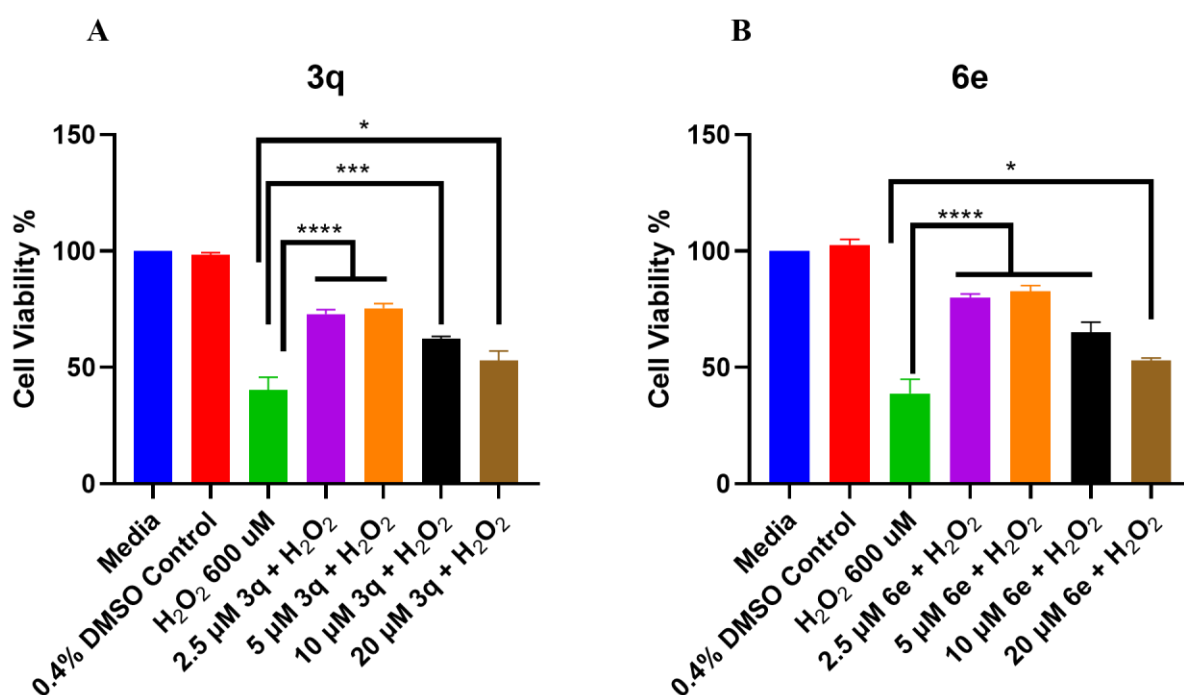 A
3q
Cell Viability %
150
100
50
0
*
***
****
Media
0.4% DMSO Control
H₂O₂ 600 uM
2.5 µM 3q + H₂O₂
5 µM 3q + H₂O₂
10 µM 3q + H₂O₂
20 µM 3q + H₂O₂
B
6e
Cell Viability %
150
100
50
0
*
****
Media
0.4% DMSO Control
H₂O₂ 600 uM
2.5 µM 6e + H₂O₂
5 µM 6e + H₂O₂
10 µM 6e + H₂O₂
20 µM 6e + H₂O₂